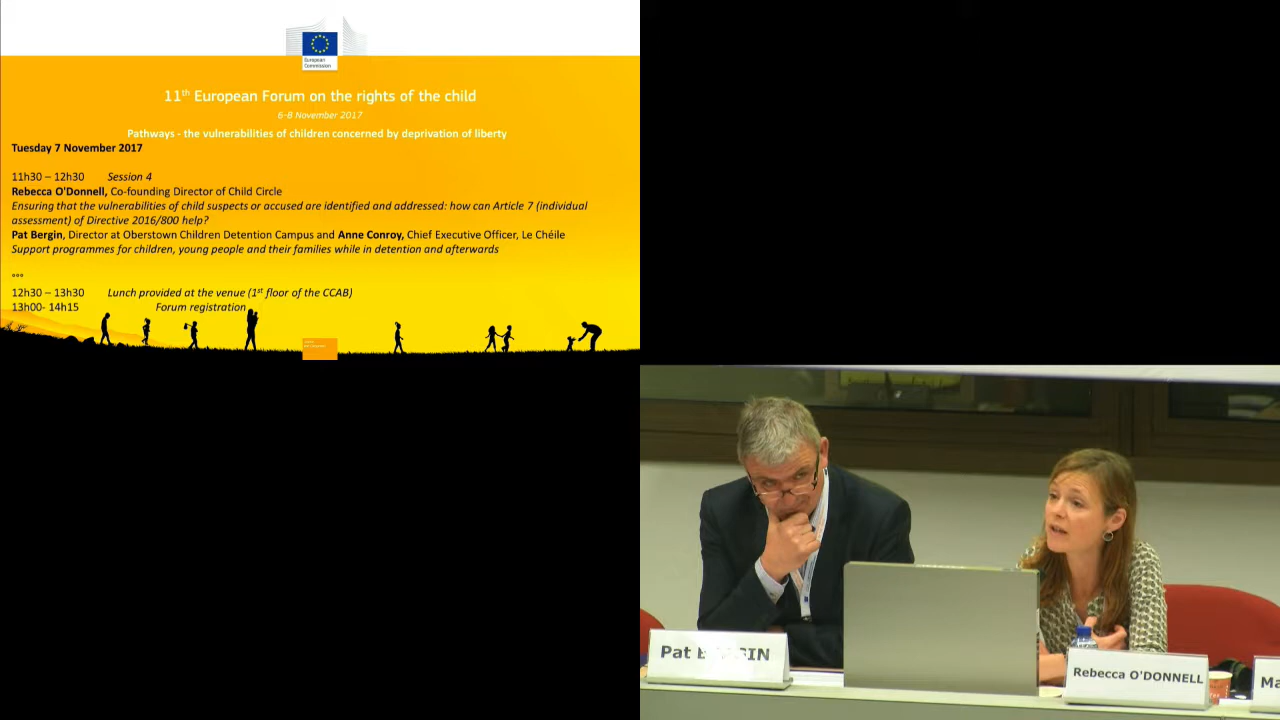 European
Commission
11th European Forum on the rights of the child
6-8 November 2017
Pathways - the vulnerabilities of children concerned by deprivation of liberty
Tuesday 7 November 2017
11h30 – 12h30 Session 4
Rebecca O'Donnell, Co-founding Director of Child Circle
Ensuring that the vulnerabilities of child suspects or accused are identified and addressed: how can Article 7 (individual
assessment) of Directive 2016/800 help?
Pat Bergin, Director at Oberstown Children Detention Campus and Anne Conroy, Chief Executive Officer, Le Chéile
Support programmes for children, young people and their families while in detention and afterwards
°°°
12h30 – 13h30 Lunch provided at the venue (1st floor of the CCAB)
13h00- 14h15 Forum registration
Pat
Rebecca O'DONNELL
Ma